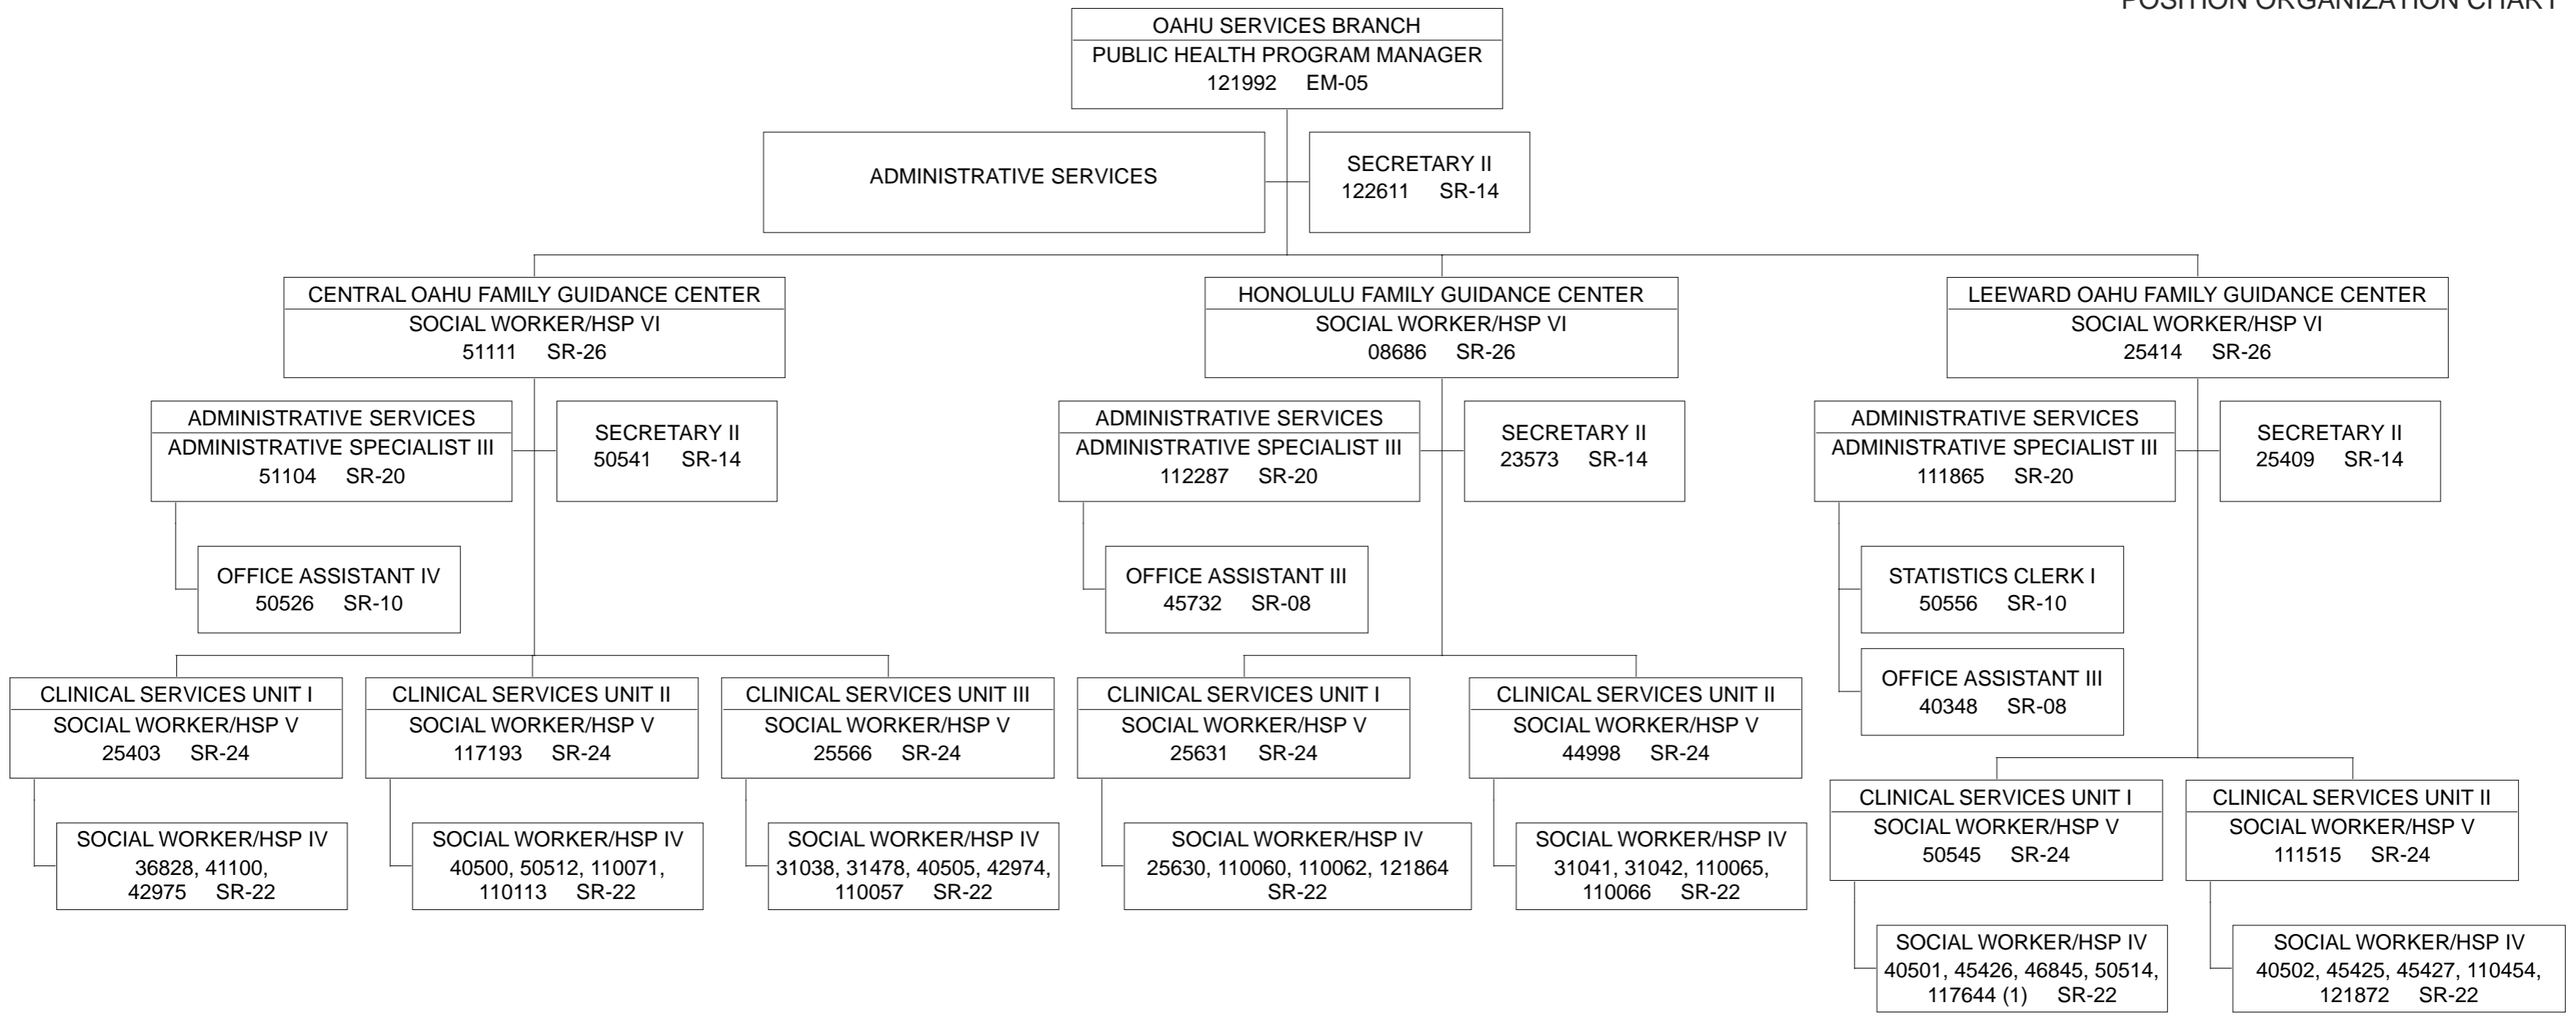 POSITION ORGANIZATION CHART
OAHU SERVICES BRANCH
PUBLIC HEALTH PROGRAM MANAGER
121992 EM-05
ADMINISTRATIVE SERVICES
SECRETARY II
122611 SR-14
CENTRAL OAHU FAMILY GUIDANCE CENTER
SOCIAL WORKER/HSP VI
51111 SR-26
HONOLULU FAMILY GUIDANCE CENTER
SOCIAL WORKER/HSP VI
08686 SR-26
LEEWARD OAHU FAMILY GUIDANCE CENTER
SOCIAL WORKER/HSP VI
25414 SR-26
ADMINISTRATIVE SERVICES
ADMINISTRATIVE SPECIALIST III
51104 SR-20
SECRETARY II
50541 SR-14
ADMINISTRATIVE SERVICES
ADMINISTRATIVE SPECIALIST III
112287 SR-20
SECRETARY II
23573 SR-14
ADMINISTRATIVE SERVICES
ADMINISTRATIVE SPECIALIST III
111865 SR-20
SECRETARY II
25409 SR-14
OFFICE ASSISTANT IV
50526 SR-10
OFFICE ASSISTANT III
45732 SR-08
STATISTICS CLERK I
50556 SR-10
OFFICE ASSISTANT III
40348 SR-08
CLINICAL SERVICES UNIT I
SOCIAL WORKER/HSP V
25403 SR-24
CLINICAL SERVICES UNIT II
SOCIAL WORKER/HSP V
117193 SR-24
CLINICAL SERVICES UNIT III
SOCIAL WORKER/HSP V
25566 SR-24
CLINICAL SERVICES UNIT I
SOCIAL WORKER/HSP V
25631 SR-24
CLINICAL SERVICES UNIT II
SOCIAL WORKER/HSP V
44998 SR-24
CLINICAL SERVICES UNIT I
SOCIAL WORKER/HSP V
50545 SR-24
CLINICAL SERVICES UNIT II
SOCIAL WORKER/HSP V
111515 SR-24
SOCIAL WORKER/HSP IV
36828, 41100,
42975 SR-22
SOCIAL WORKER/HSP IV
40500, 50512, 110071,
110113 SR-22
SOCIAL WORKER/HSP IV
31038, 31478, 40505, 42974,
110057 SR-22
SOCIAL WORKER/HSP IV
25630, 110060, 110062, 121864
SR-22
SOCIAL WORKER/HSP IV
31041, 31042, 110065,
110066 SR-22
SOCIAL WORKER/HSP IV
40501, 45426, 46845, 50514,
117644 (1) SR-22
SOCIAL WORKER/HSP IV
40502, 45425, 45427, 110454,
121872 SR-22